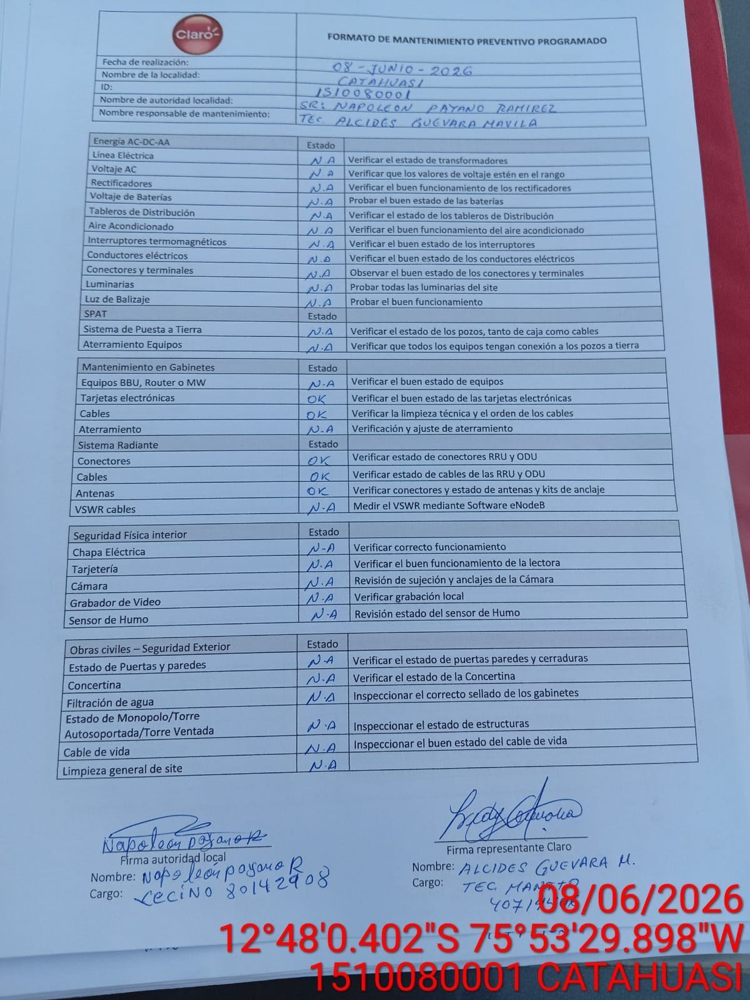 Claro
FORMATO DE MANTENIMIENTO PREVENTIVO PROGRAMADO
Fecha de realización: 08-JUNIO-2026
Nombre de la localidad: CATAHUASI
ID: 1510080001
Nombre de autoridad localidad: SR: NAPOLEON PAYANO RAMIREZ
Nombre responsable de mantenimiento: TEC. ALCIDES GUEVARA MAVILA
Energía AC-DC-AA Estado
Línea Eléctrica N.A Verificar el estado de transformadores
Voltaje AC N.A Verificar que los valores de voltaje estén en el rango
Rectificadores N.A Verificar el buen funcionamiento de los rectificadores
Voltaje de Baterías N.A Probar el buen estado de las baterías
Tableros de Distribución N.A Verificar el estado de los tableros de Distribución
Aire Acondicionado N.A Verificar el buen funcionamiento del aire acondicionado
Interruptores termomagnéticos N.A Verificar el buen estado de los interruptores
Conductores eléctricos N.A Verificar el buen estado de los conductores eléctricos
Conectores y terminales N.A Observar el buen estado de los conectores y terminales
Luminarias N.A Probar todas las luminarias del site
Luz de Balizaje N.A Probar el buen funcionamiento
SPAT Estado
Sistema de Puesta a Tierra N.A Verificar el estado de los pozos, tanto de caja como cables
Aterramiento Equipos N.A Verificar que todos los equipos tengan conexión a los pozos a tierra
Mantenimiento en Gabinetes Estado
Equipos BBU, Router o MW N-A Verificar el buen estado de equipos
Tarjetas electrónicas OK Verificar el buen estado de las tarjetas electrónicas
Cables OK Verificar la limpieza técnica y el orden de los cables
Aterramiento N-A Verificación y ajuste de aterramiento
Sistema Radiante Estado
Conectores OK Verificar estado de conectores RRU y ODU
Cables OK Verificar estado de cables de las RRU y ODU
Antenas OK Verificar conectores y estado de antenas y kits de anclaje
VSWR cables N-A Medir el VSWR mediante Software eNodeB
Seguridad Física interior Estado
Chapa Eléctrica N-A Verificar correcto funcionamiento
Tarjetería N.A Verificar el buen funcionamiento de la lectora
Cámara N.A Revisión de sujeción y anclajes de la Cámara
Grabador de Video N-A Verificar grabación local
Sensor de Humo N-A Revisión estado del sensor de Humo
Obras civiles – Seguridad Exterior Estado
Estado de Puertas y paredes N-A Verificar el estado de puertas paredes y cerraduras
Concertina N-A Verificar el estado de la Concertina
Filtración de agua N.A Inspeccionar el correcto sellado de los gabinetes
Estado de Monopolo/Torre
Autosoportada/Torre Ventada N.A Inspeccionar el estado de estructuras
Cable de vida N.A Inspeccionar el buen estado del cable de vida
Limpieza general de site N.A
Napoleón Payano R
Firma autoridad local
Nombre: Napoleón payano R
Cargo: VeCiNO 80142908
Firma representante Claro
Nombre: ALCIDES GUEVARA M.
Cargo: TEC.
08/06/2026
12°48'0.402"S 75°53'29.898"W
1510080001 CATAHUASI